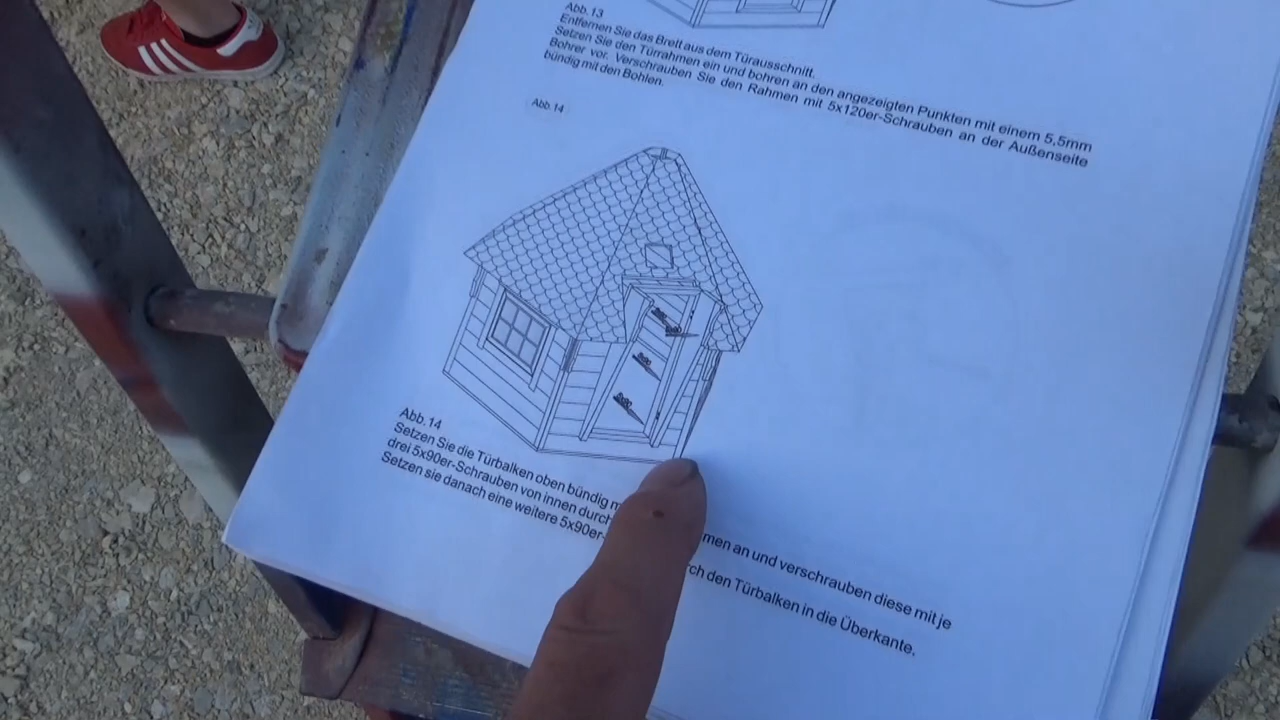 Abb.13
Entfernen Sie das Brett aus dem Türausschnitt.
Setzen Sie den Türrahmen ein und bohren an den angezeigten Punkten mit einem 5,5mm
Bohrer vor. Verschrauben Sie den Rahmen mit 5x120er-Schrauben an der Außenseite
bündig mit den Bohlen.
Abb.14
5x90
5x90
Abb.14
Setzen Sie die Türbalken oben bündig men an und verschrauben diese mit je
drei 5x90er-Schrauben von innen durch
Setzen sie danach eine weitere 5x90er- den Türbalken in die Überkante.